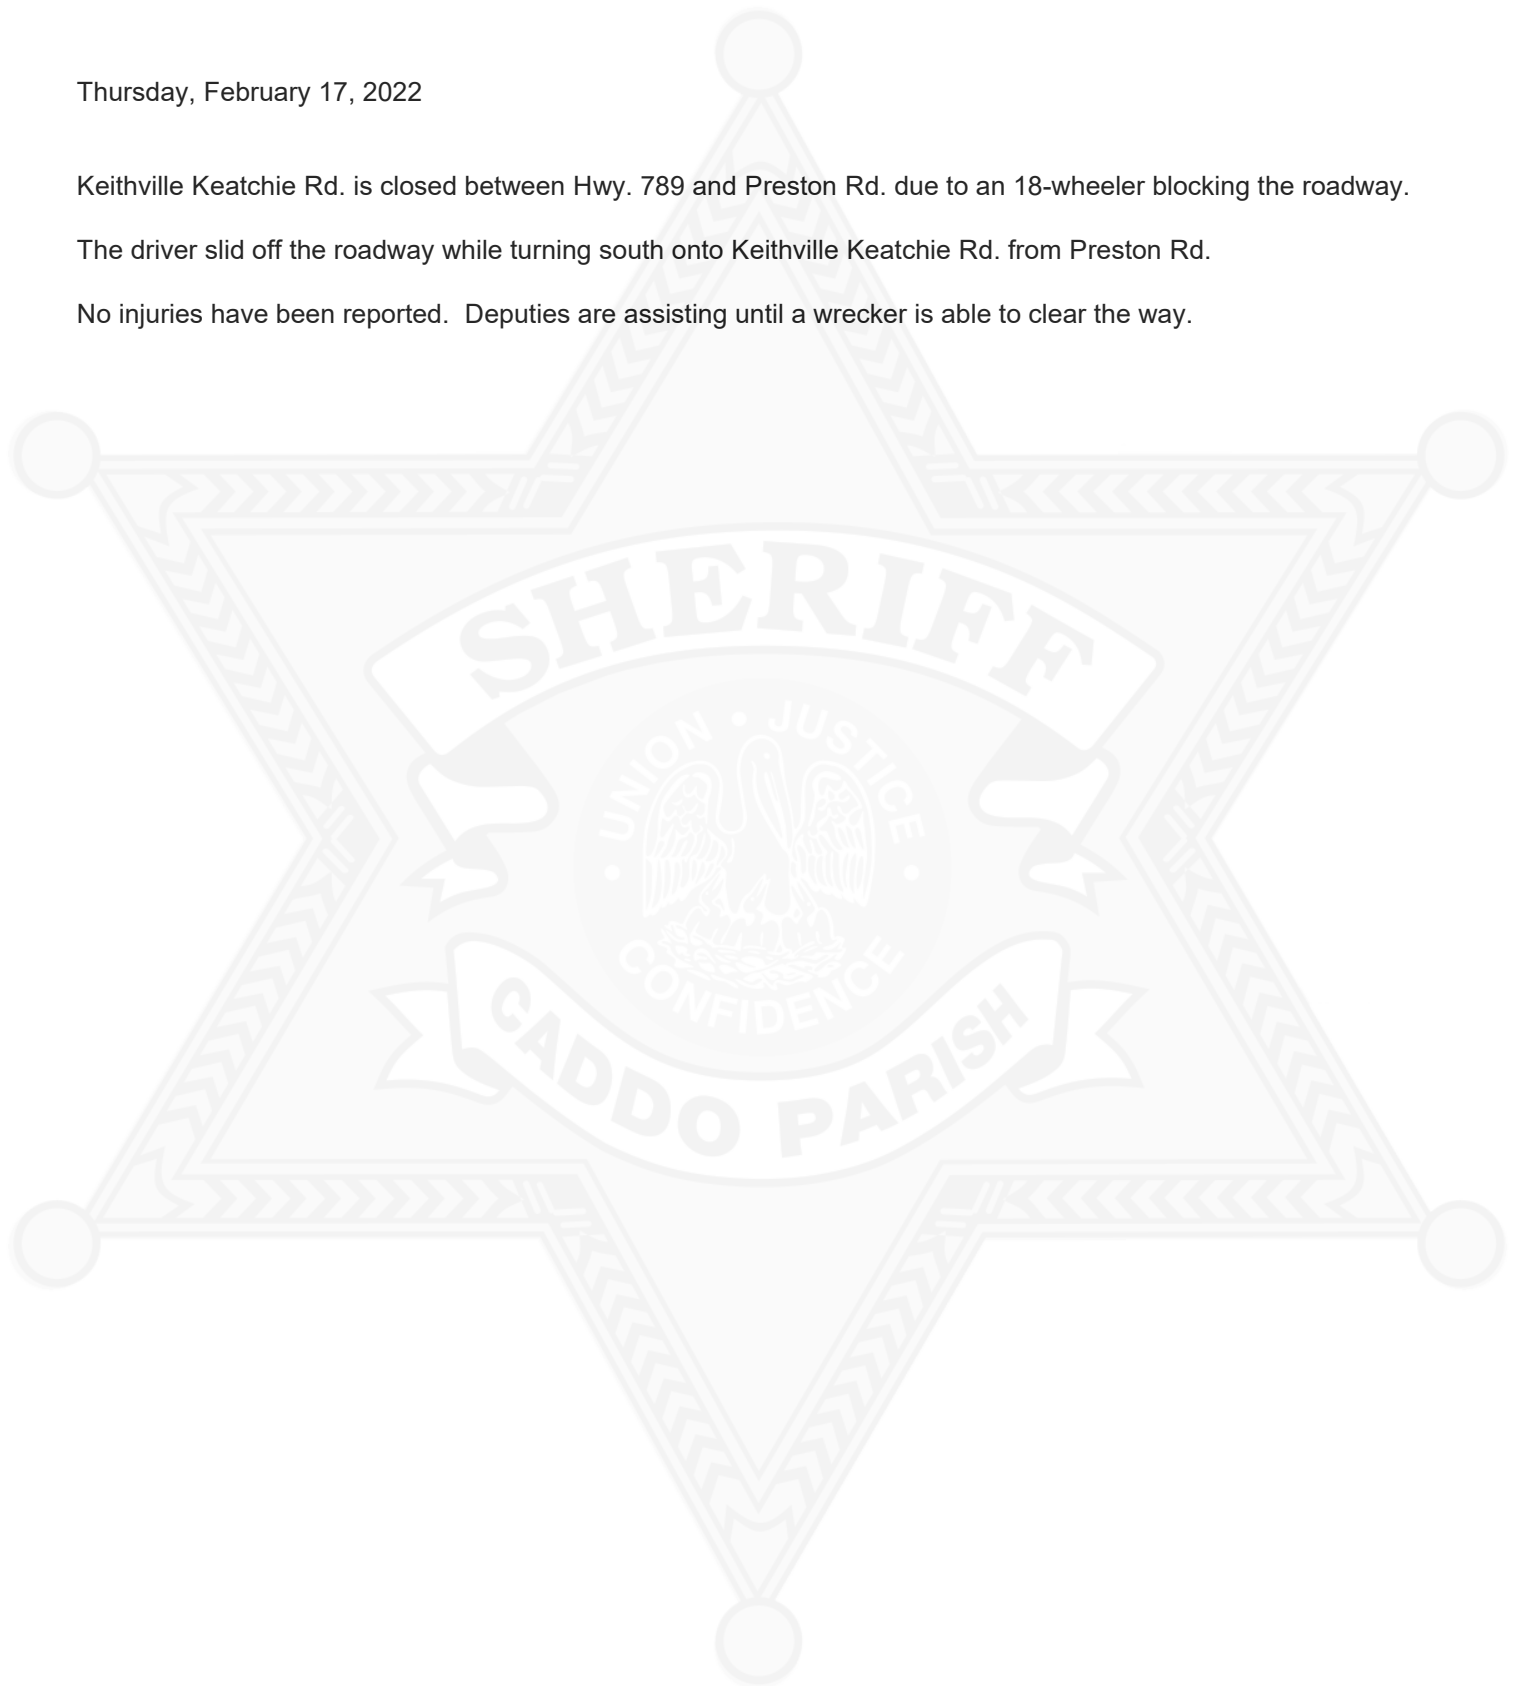 Thursday, February 17, 2022
Keithville Keatchie Rd. is closed between Hwy. 789 and Preston Rd. due to an 18-wheeler blocking the roadway.
The driver slid off the roadway while turning south onto Keithville Keatchie Rd. from Preston Rd.
No injuries have been reported.  Deputies are assisting until a wrecker is able to clear the way.
SHERIFF
UNION • JUSTICE
• CONFIDENCE •
CADDO PARISH